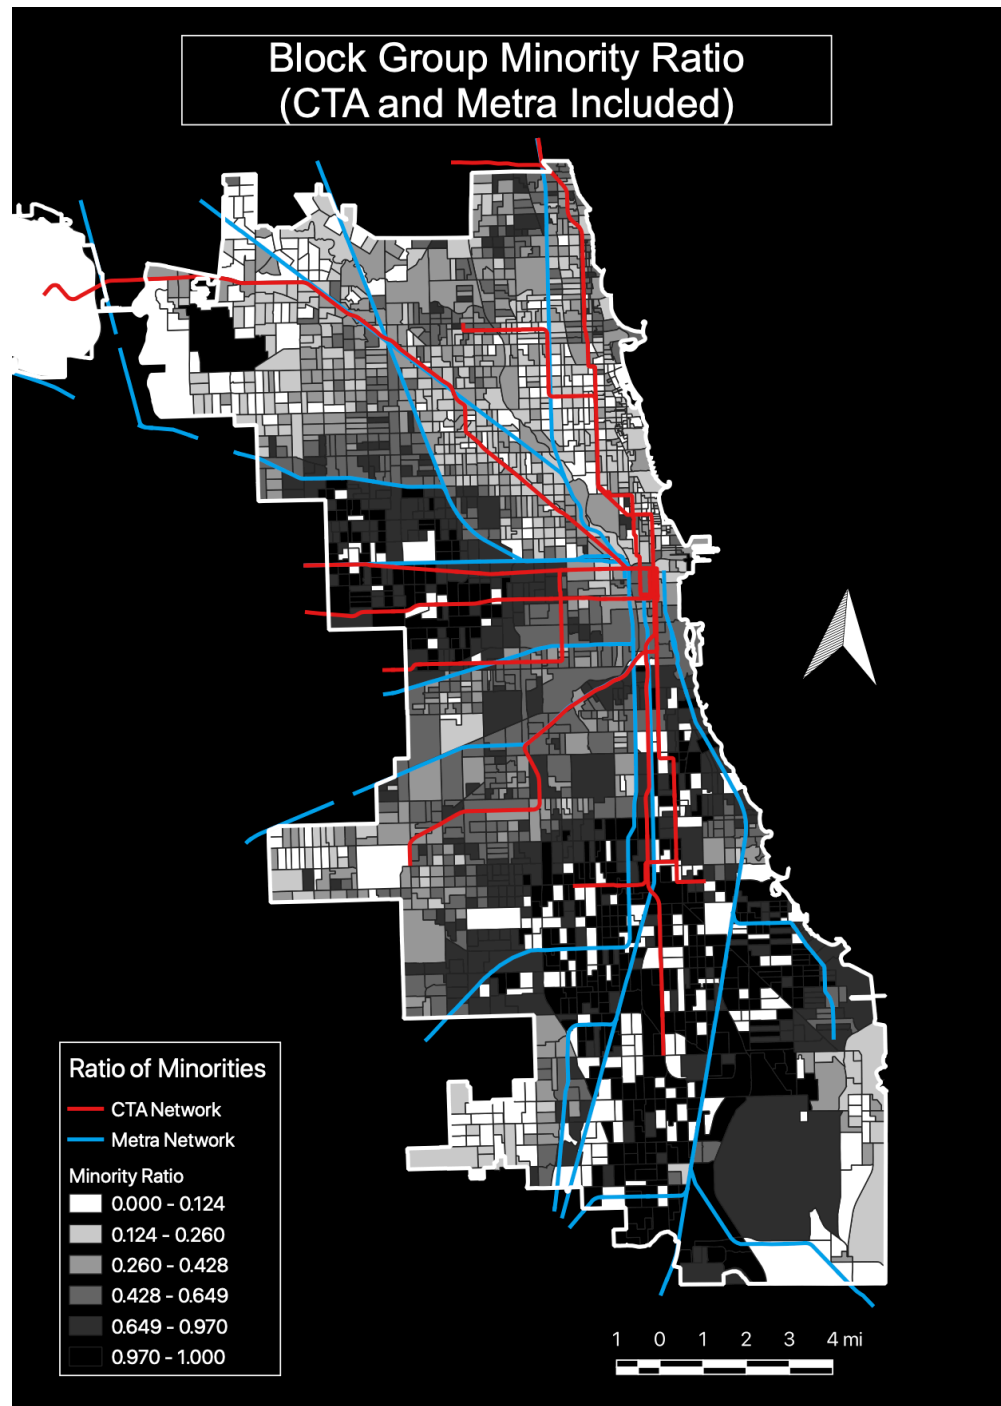 Block Group Minority Ratio
(CTA and Metra Included)
Ratio of Minorities
CTA Network
Metra Network
Minority Ratio
0.000 - 0.124
0.124 - 0.260
0.260 - 0.428
0.428 - 0.649
0.649 - 0.970
0.970 - 1.000
1 0 1 2 3 4 mi